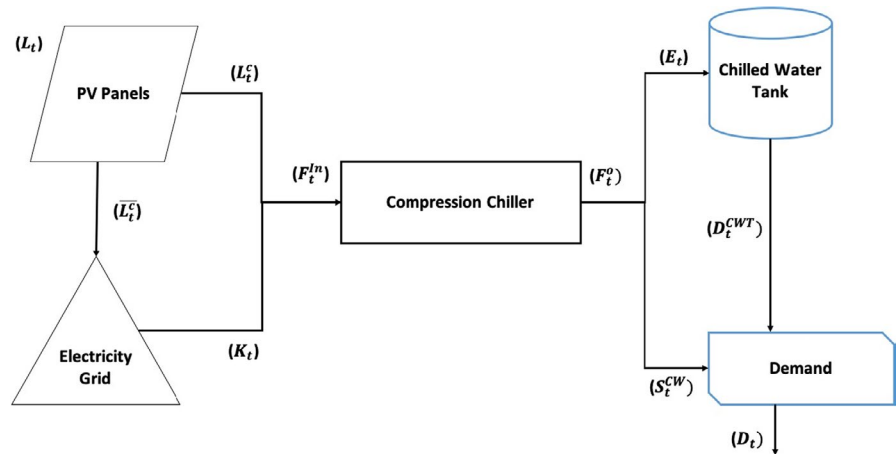 (L_t)
PV Panels
(L_t^c)
(\overline{L_t^c})
Electricity
Grid
(K_t)
(F_t^{In})
Compression Chiller
(F_t^o)
(E_t)
Chilled Water
Tank
(D_t^{CWT})
(S_t^{CW})
Demand
(D_t)